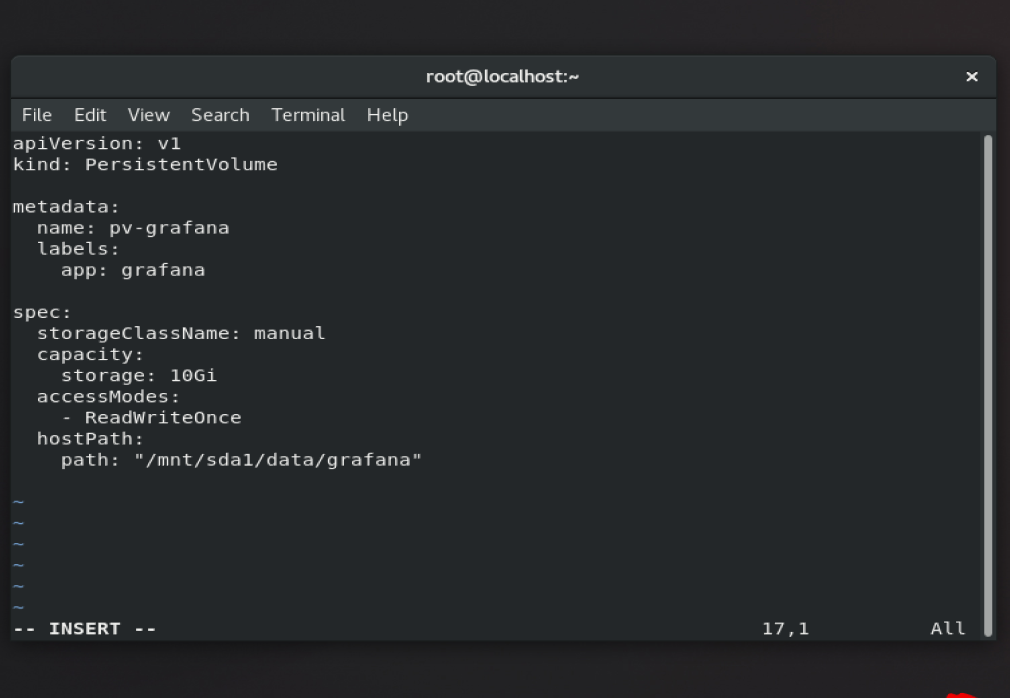 root@localhost:~ ×
File Edit View Search Terminal Help
apiVersion: v1
kind: PersistentVolume
metadata:
  name: pv-grafana
  labels:
    app: grafana
spec:
  storageClassName: manual
  capacity:
    storage: 10Gi
  accessModes:
    - ReadWriteOnce
  hostPath:
    path: "/mnt/sda1/data/grafana"
~
~
~
~
~
~
-- INSERT -- 17,1 All